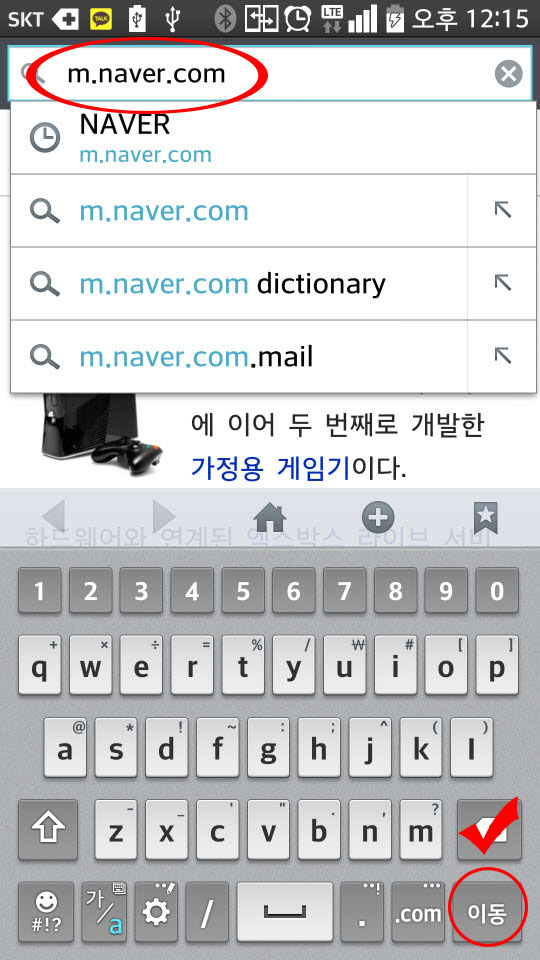 SKT TALK LTE 오후 12:15
m.naver.com
NAVER
m.naver.com
m.naver.com
m.naver.com dictionary
m.naver.com.mail
에 이어 두 번째로 개발한
가정용 게임기이다.
하드웨어와 연계된 엑스박스 라이브 서비
1 2 3 4 5 6 7 8 9 0
+ × ÷ = % / ₩ # [ ]
q w e r t y u i o p
@ * ! ~ : ; ^ ( )
a s d f g h j k l
- _ ' " . , ?
z x c v b n m
#!? 가/a / . .com 이동